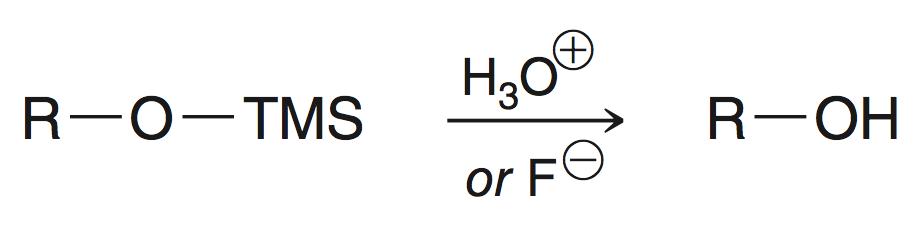 R—O—TMS
H₃O⊕
or F⊖
R—OH